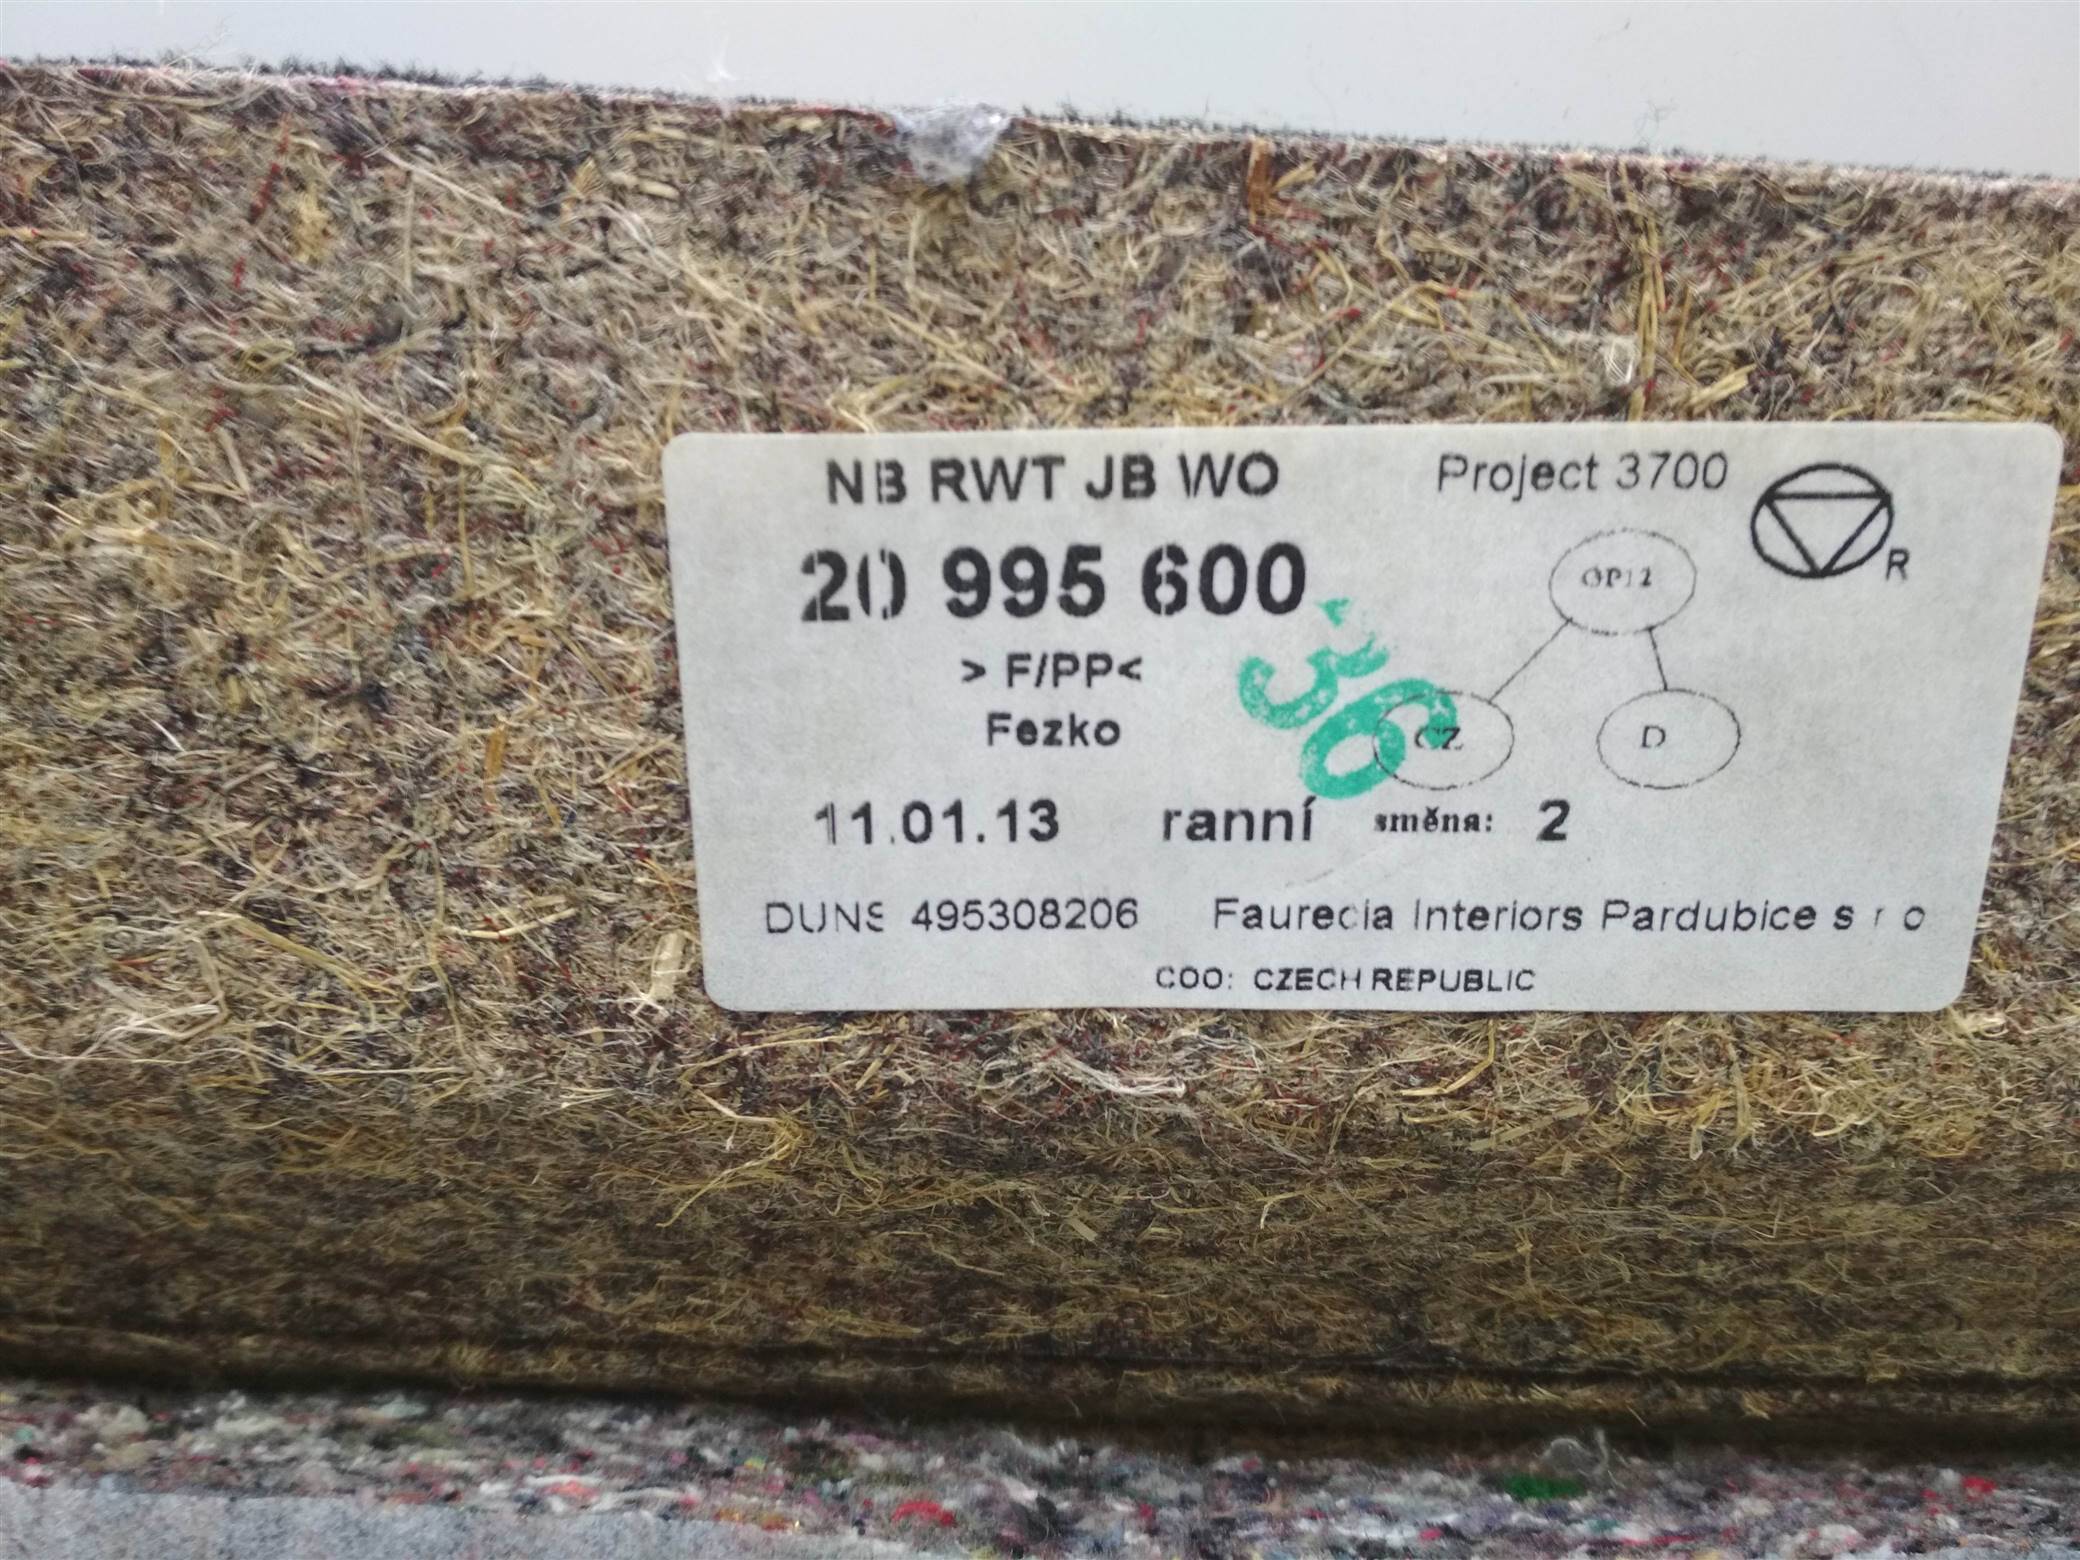 NB RWT JB WO Project 3700
R
20 995 600
OP12
> F/PP<
Fezko
36
CZ D
11.01.13 ranní směna: 2
DUNS 495308206 Faurecia Interiors Pardubice s r o
COO: CZECH REPUBLIC